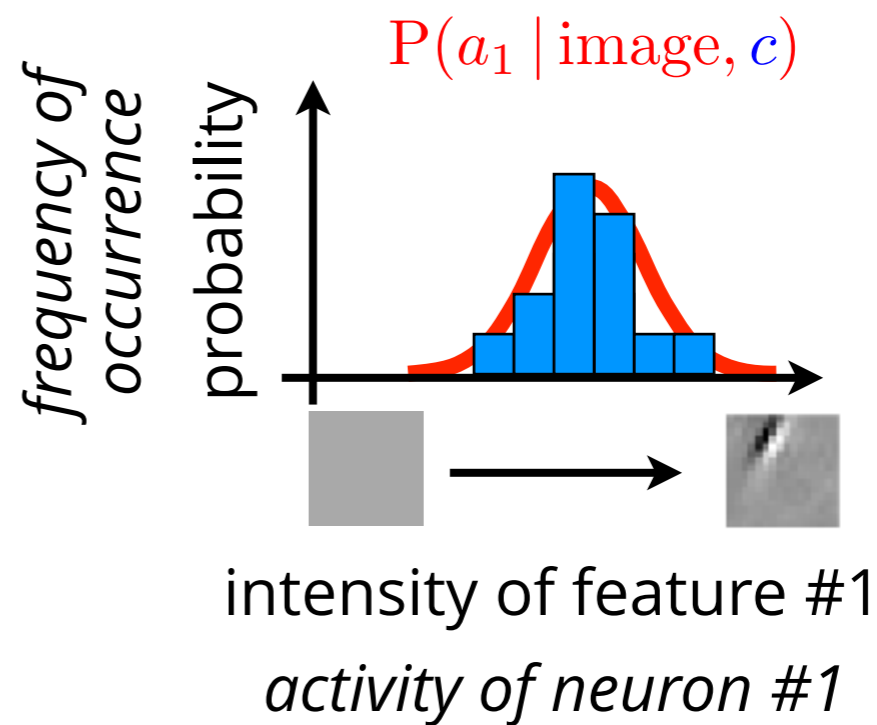 P(a₁ | image, c)
frequency of
occurrence
probability
intensity of feature #1
activity of neuron #1